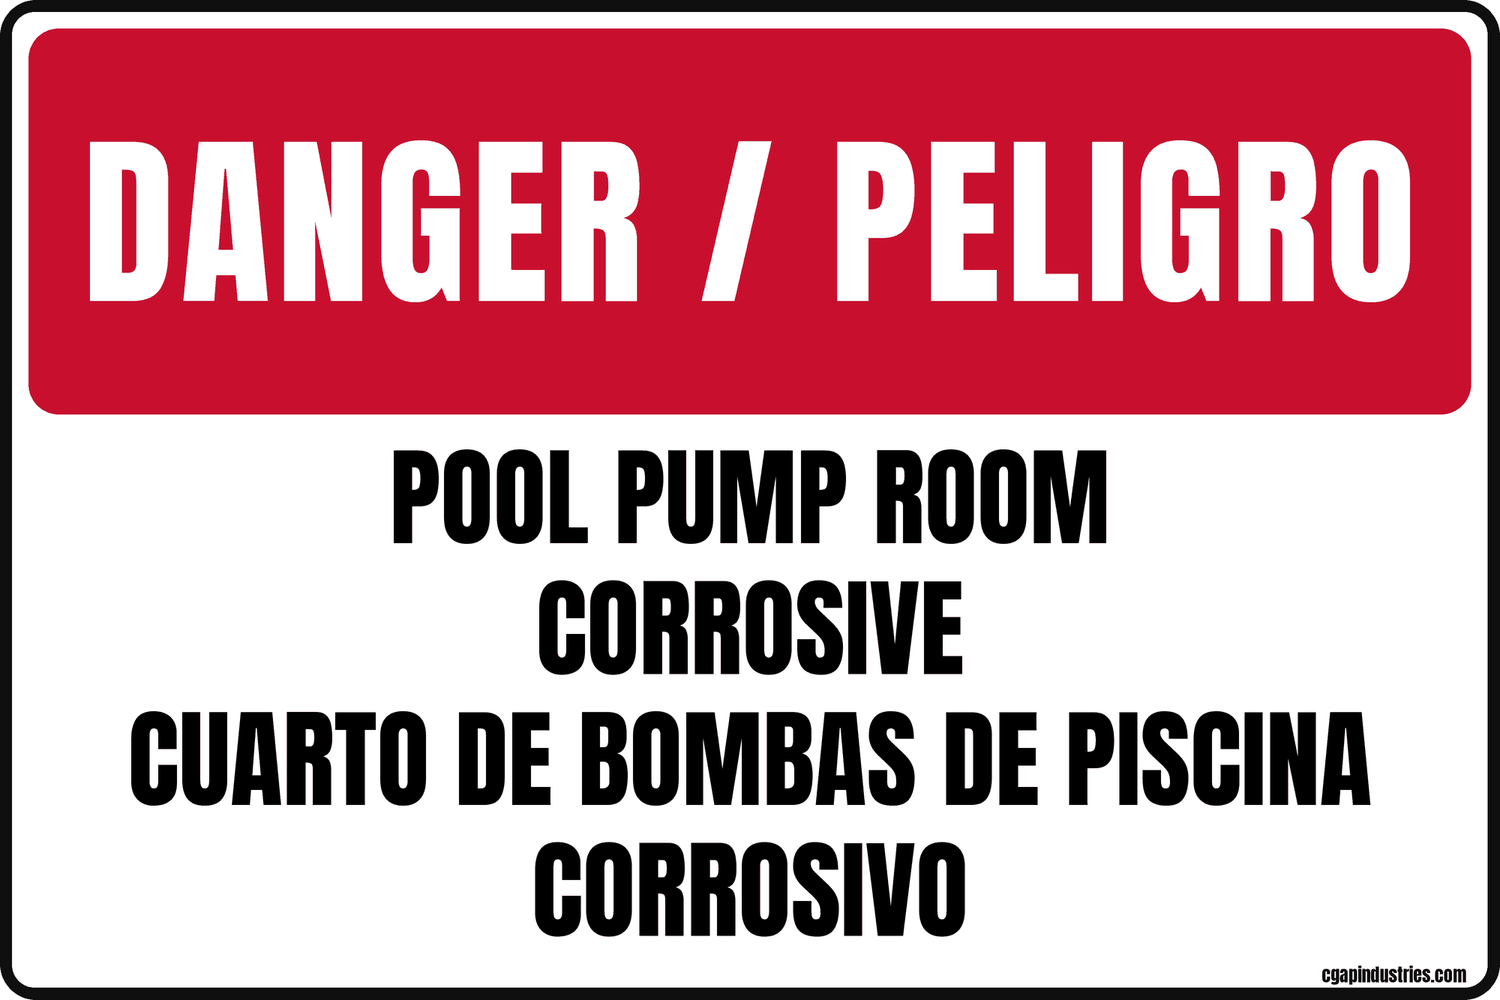 DANGER / PELIGRO
POOL PUMP ROOM
CORROSIVE
CUARTO DE BOMBAS DE PISCINA
CORROSIVO
cgapindustries.com